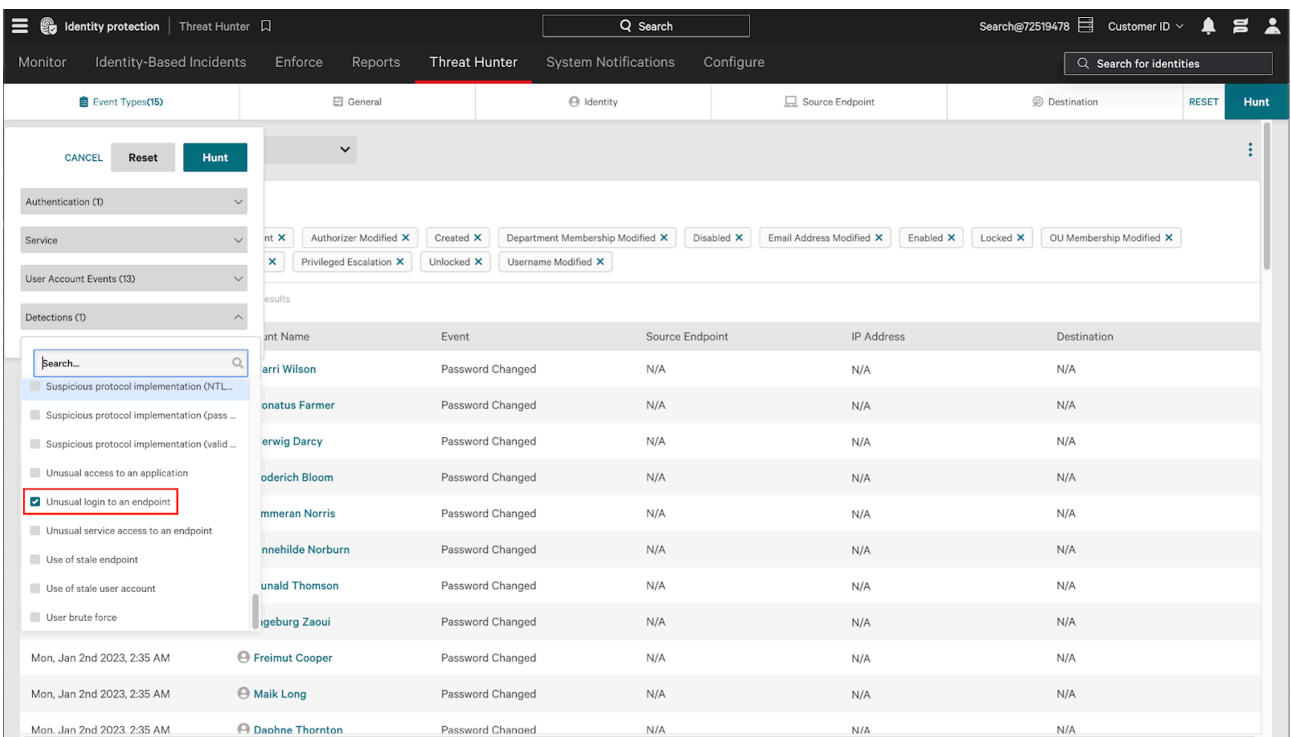 Identity protection Threat Hunter Search Search@72519478 Customer ID
Monitor Identity-Based Incidents Enforce Reports Threat Hunter System Notifications Configure Search for identities
Event Types(15) General Identity Source Endpoint Destination RESET Hunt
CANCEL Reset Hunt
Authentication (1)
Service
User Account Events (13)
Detections (1)
Search...
Suspicious protocol implementation (NTL...
Suspicious protocol implementation (pass ...
Suspicious protocol implementation (valid ...
Unusual access to an application
Unusual login to an endpoint
Unusual service access to an endpoint
Use of stale endpoint
Use of stale user account
User brute force
nt Authorizer Modified Created Department Membership Modified Disabled Email Address Modified Enabled Locked OU Membership Modified
Privileged Escalation Unlocked Username Modified
esults
unt Name Event Source Endpoint IP Address Destination
arri Wilson Password Changed N/A N/A N/A
onatus Farmer Password Changed N/A N/A N/A
erwig Darcy Password Changed N/A N/A N/A
oderich Bloom Password Changed N/A N/A N/A
mmeran Norris Password Changed N/A N/A N/A
nnehilde Norburn Password Changed N/A N/A N/A
unald Thomson Password Changed N/A N/A N/A
geburg Zaoui Password Changed N/A N/A N/A
Mon, Jan 2nd 2023, 2:35 AM Freimut Cooper Password Changed N/A N/A N/A
Mon, Jan 2nd 2023, 2:35 AM Maik Long Password Changed N/A N/A N/A
Mon, Jan 2nd 2023, 2:35 AM Daphne Thornton Password Changed N/A N/A N/A